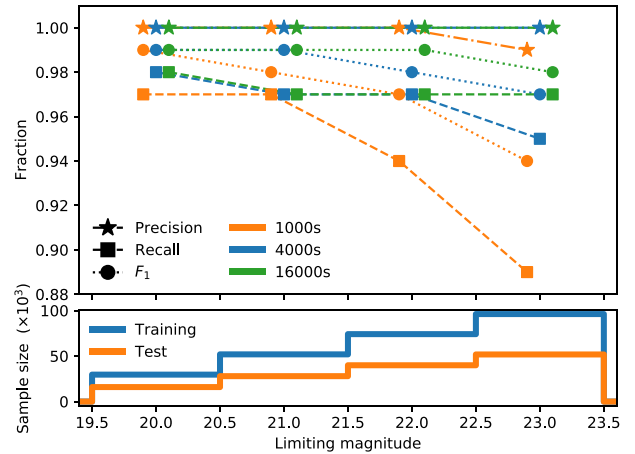 1.00
0.98
0.96
0.94
0.92
0.90
0.88
Fraction
Precision
Recall
F₁
1000s
4000s
16000s
100
50
0
Sample size (×10³)
Training
Test
19.5 20.0 20.5 21.0 21.5 22.0 22.5 23.0 23.5
Limiting magnitude